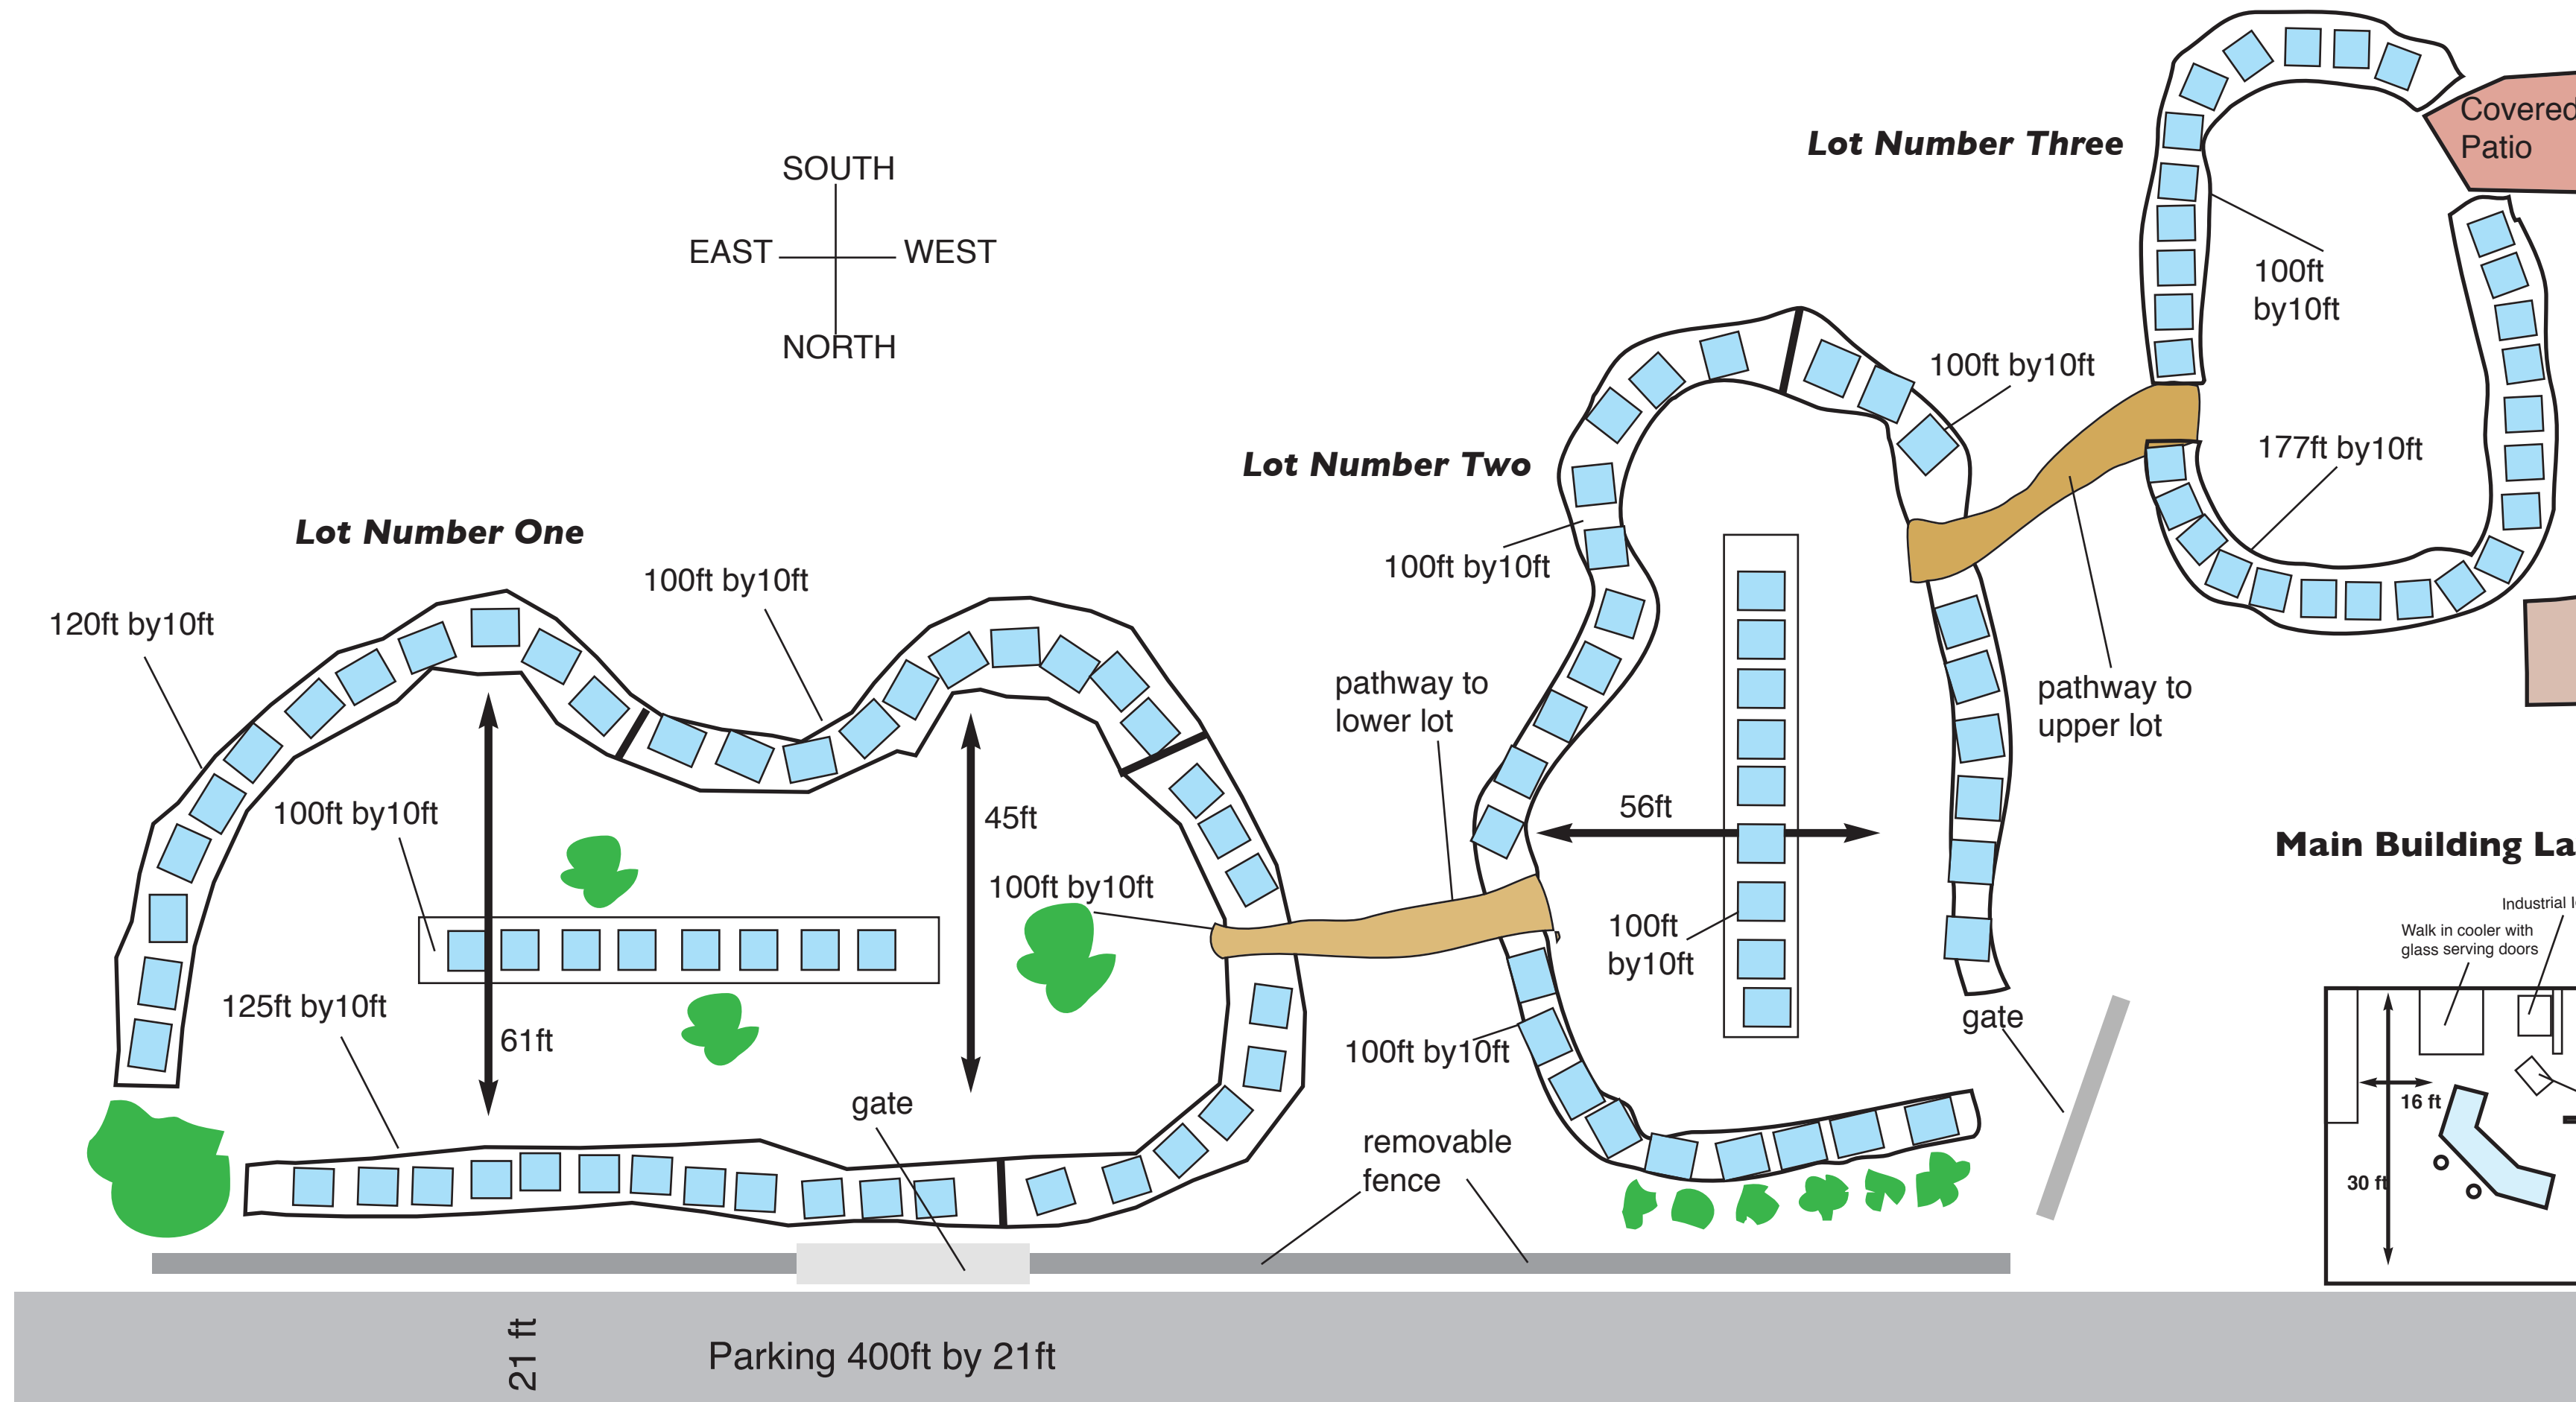 Covered
Patio
Lot Number Three
SOUTH
EAST
WEST
NORTH
100ft
by10ft
100ft by10ft
Lot Number Two
177ft by10ft
Lot Number One
100ft by10ft
100ft by10ft
120ft by10ft
pathway to
lower lot
pathway to
upper lot
100ft by10ft
45ft
56ft
Main Building La
100ft by10ft
Industrial I
Walk in cooler with
glass serving doors
100ft
by10ft
125ft by10ft
61ft
100ft by10ft
gate
gate
16 ft
removable
fence
30 ft
21 ft
Parking 400ft by 21ft